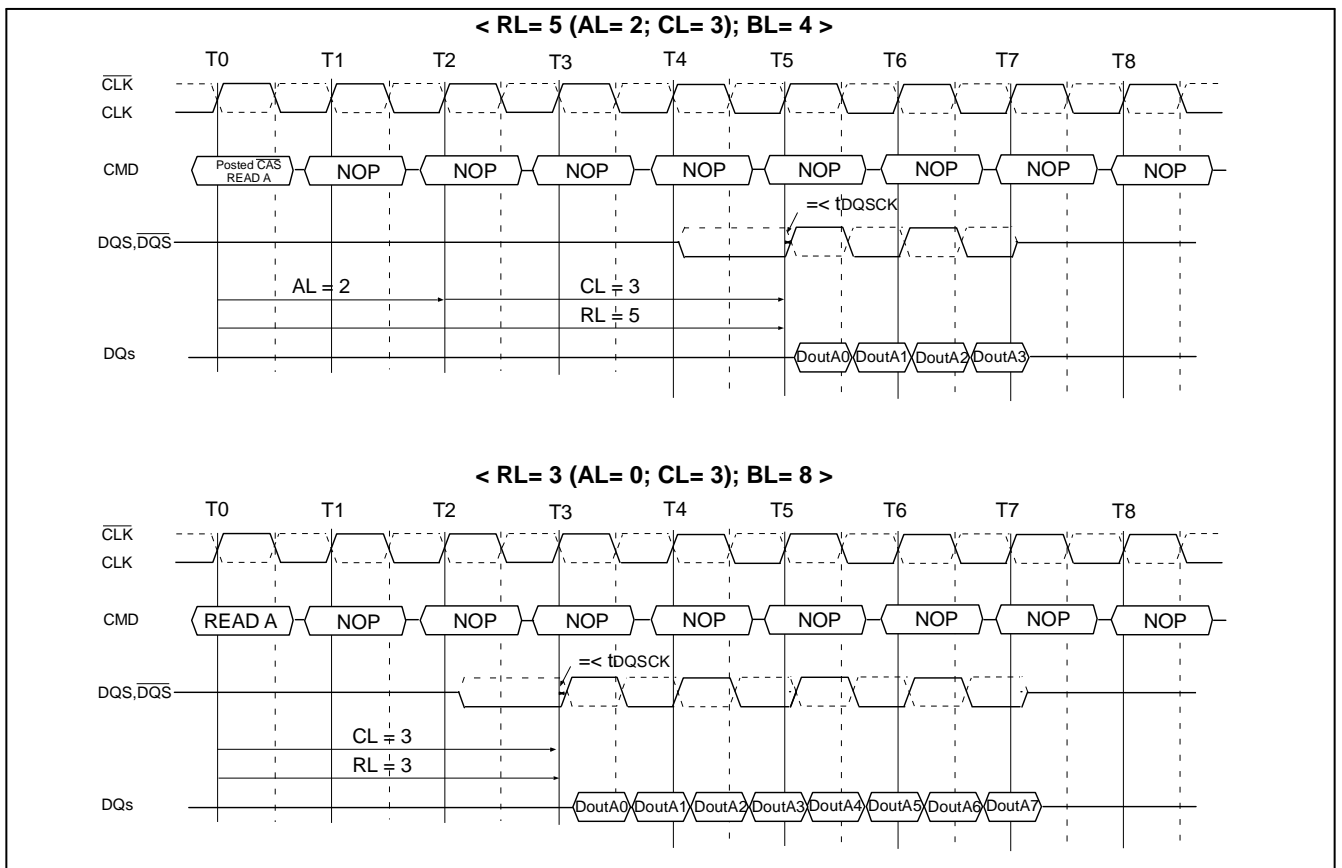 < RL= 5 (AL= 2; CL= 3); BL= 4 >
T0 T1 T2 T3 T4 T5 T6 T7 T8
CLK
CLK
CMD Posted CAS READ A NOP NOP NOP NOP NOP NOP NOP NOP
=< tDQSCK
DQS,DQS
AL = 2 CL = 3
RL = 5
DQs DoutA0 DoutA1 DoutA2 DoutA3
< RL= 3 (AL= 0; CL= 3); BL= 8 >
T0 T1 T2 T3 T4 T5 T6 T7 T8
CLK
CLK
CMD READ A NOP NOP NOP NOP NOP NOP NOP NOP
=< tDQSCK
DQS,DQS
CL = 3
RL = 3
DQs DoutA0 DoutA1 DoutA2 DoutA3 DoutA4 DoutA5 DoutA6 DoutA7